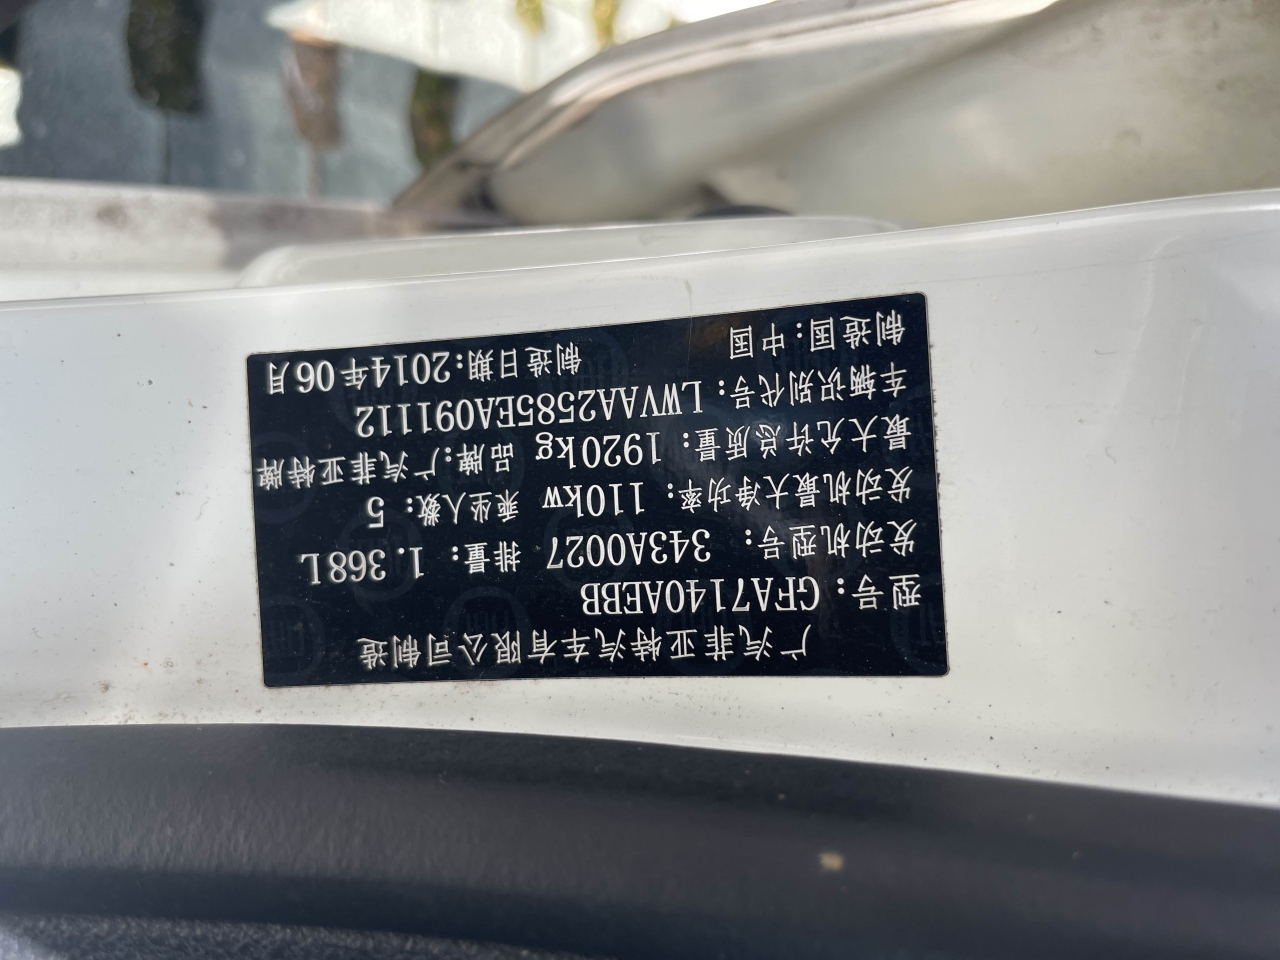 广汽菲亚特汽车有限公司制造
型号：GFA7140AEBB
发动机型号：343A0027 排量：1.368L
发动机最大净功率：110kw 乘坐人数：5
最大允许总质量：1920kg 品牌：广汽菲亚特牌
车辆识别代号：LWVAA2585EA091112
制造国：中国 制造日期：2014年06月